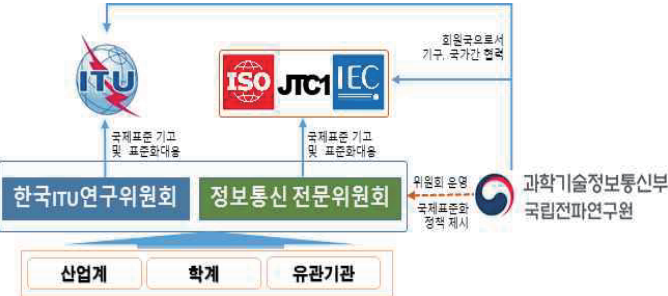 회원국으로서
기구, 국가간 협력
ITU
ISO JTC1 IEC
국제표준 기고
및 표준화대응
국제표준 기고
및 표준화대응
한국ITU연구위원회
정보통신 전문위원회
위원회 운영
국제표준화
정책 제시
과학기술정보통신부
국립전파연구원
산업계
학계
유관기관